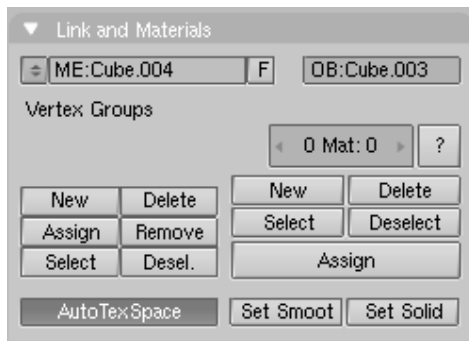 Link and Materials
ME:Cube.004 F OB:Cube.003
Vertex Groups
0 Mat: 0 ?
New Delete New Delete
Assign Remove Select Deselect
Select Desel. Assign
AutoTexSpace Set Smoot Set Solid